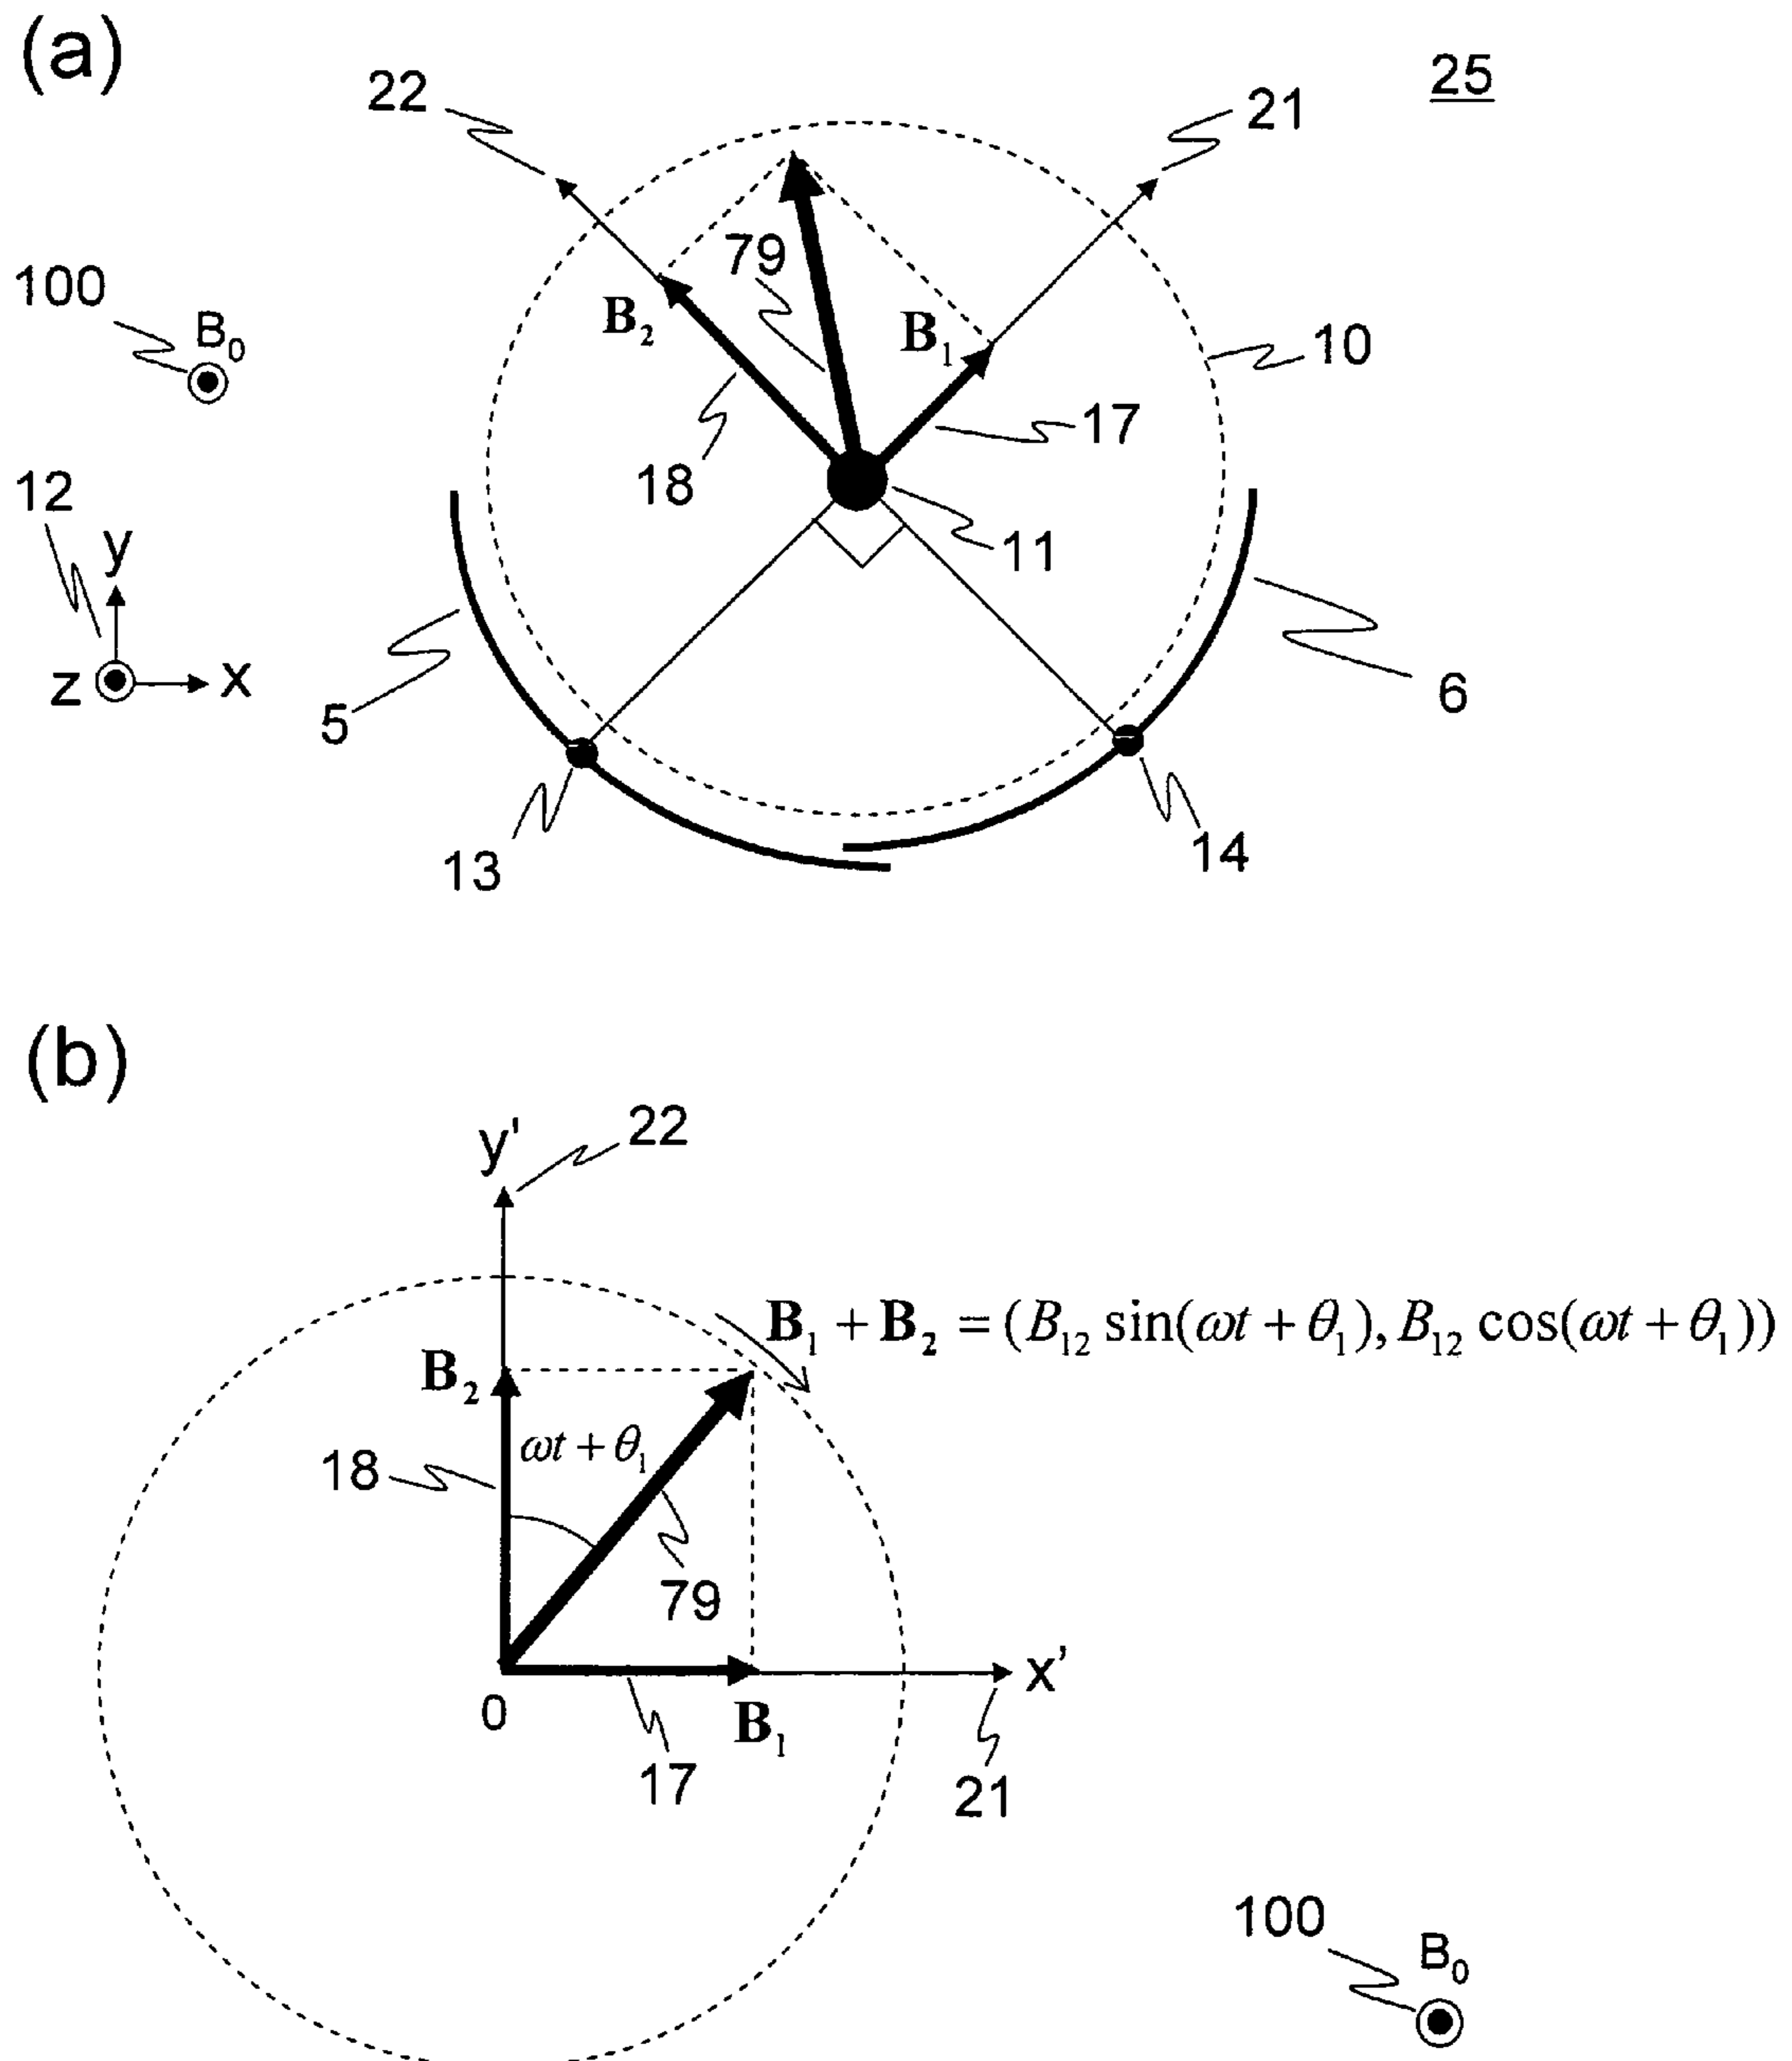 (a)
22
25
21
79
100
B₀
B₂
B₁
10
17
18
12
y
11
z
x
5
6
13
14
(b)
y'
22
B₁ + B₂ = (B₁₂ sin(ωt + θ₁), B₁₂ cos(ωt + θ₁))
B₂
ωt + θ₁
18
79
x'
0
B₁
17
21
100
B₀